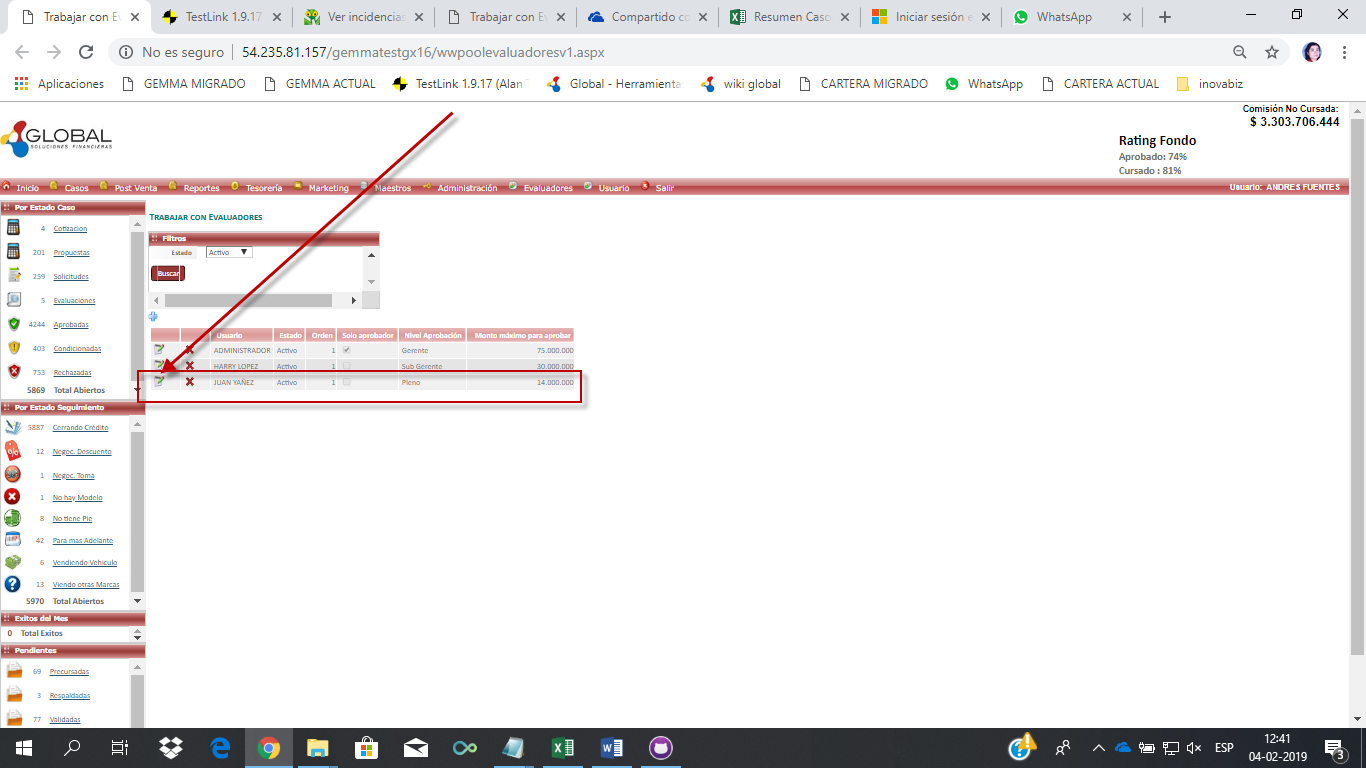 Trabajar con Ev
TestLink 1.9.17
Ver incidencias
Trabajar con Ev
Compartido co
Resumen Caso
Iniciar sesión e
WhatsApp
No es seguro
54.235.81.157/gemmatestgx16/wwpoolevaluadoresv1.aspx
Aplicaciones
GEMMA MIGRADO
GEMMA ACTUAL
TestLink 1.9.17 (Alan
Global - Herramienta
wiki global
CARTERA MIGRADO
WhatsApp
CARTERA ACTUAL
inovabiz
GLOBAL
SOLUCIONES FINANCIERAS
Comisión No Cursada:
$ 3.303.706.444
Rating Fondo
Aprobado: 74%
Cursado : 81%
Inicio Casos Post Venta Reportes Tesorería Marketing Maestros Administración Evaluadores Usuario Salir
Usuario: ANDRES FUENTES
Por Estado Caso
4 Cotizacion
201 Propuestas
259 Solicitudes
5 Evaluaciones
4244 Aprobadas
403 Condicionadas
753 Rechazadas
5869 Total Abiertos
Por Estado Seguimiento
5887 Cerrando Crédito
12 Negoc. Descuento
1 Negoc. Toma
1 No hay Modelo
8 No tiene Pie
42 Para mas Adelante
6 Vendiendo Vehiculo
13 Viendo otras Marcas
5970 Total Abiertos
Exitos del Mes
0 Total Exitos
Pendientes
69 Precursadas
3 Respaldadas
77 Validadas
TRABAJAR CON EVALUADORES
Filtros
Estado Activo
Buscar
Usuario Estado Orden Solo aprobador Nivel Aprobación Monto máximo para aprobar
ADMINISTRADOR Activo 1 Gerente 75.000.000
HARRY LOPEZ Activo 1 Sub Gerente 30.000.000
JUAN YAÑEZ Activo 1 Pleno 14.000.000
ESP
12:41
04-02-2019
3